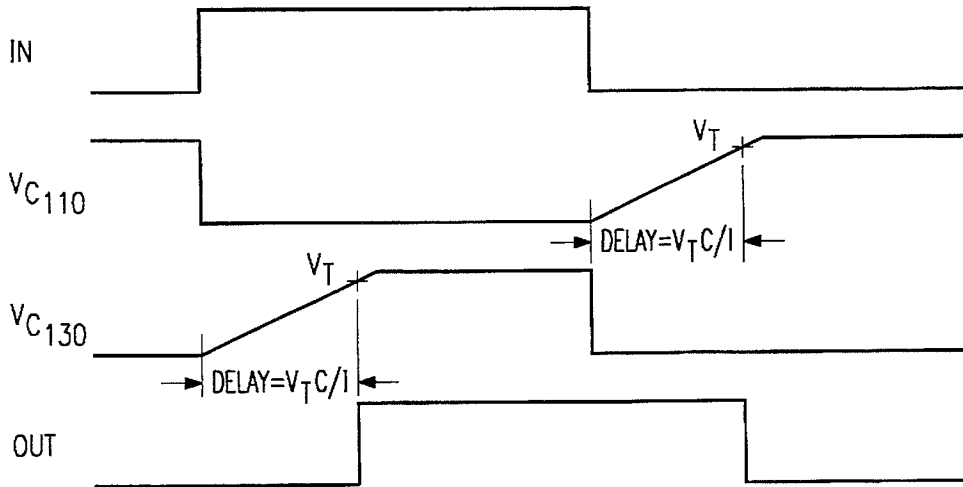 IN
V_T
V_C110
DELAY=V_TC/I
V_T
V_C130
DELAY=V_TC/I
OUT